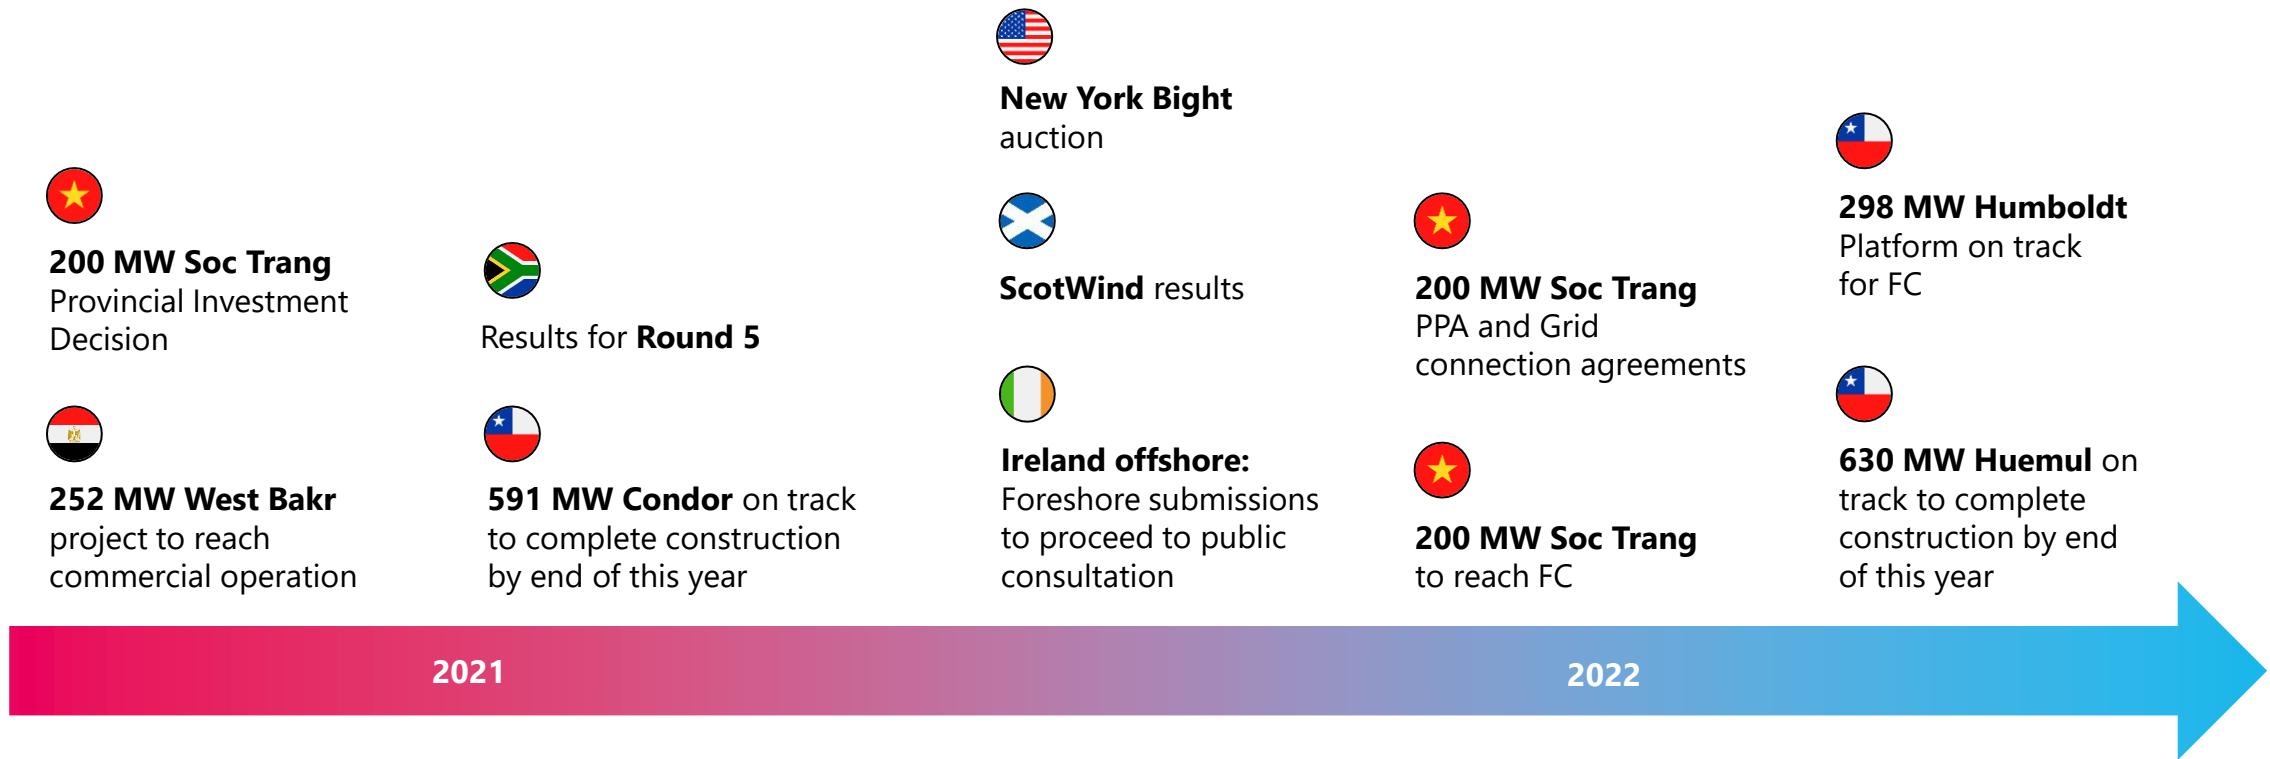 200 MW Soc Trang
Provincial Investment
Decision
252 MW West Bakr
project to reach
commercial operation
Results for Round 5
591 MW Condor on track
to complete construction
by end of this year
New York Bight
auction
ScotWind results
Ireland offshore:
Foreshore submissions
to proceed to public
consultation
200 MW Soc Trang
PPA and Grid
connection agreements
200 MW Soc Trang
to reach FC
298 MW Humboldt
Platform on track
for FC
630 MW Huemul on
track to complete
construction by end
of this year
2021
2022